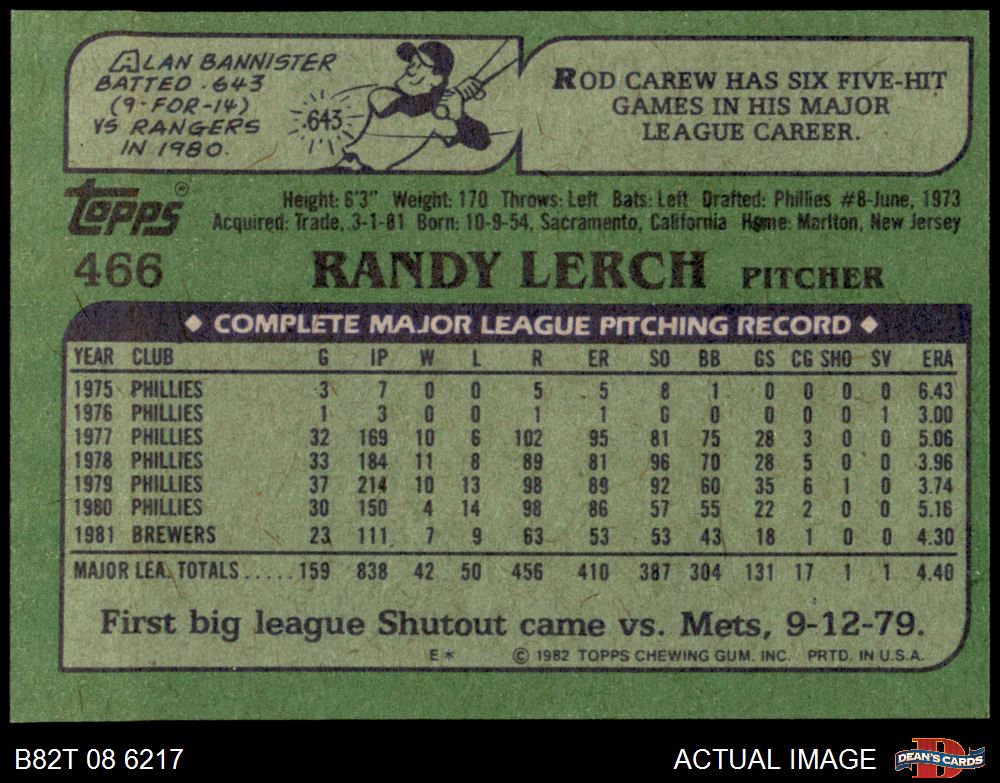 ALAN BANNISTER
BATTED .643
(9-FOR-14)
VS RANGERS
IN 1980.
.643
ROD CAREW HAS SIX FIVE-HIT
GAMES IN HIS MAJOR
LEAGUE CAREER.
Topps®
Height: 6'3" Weight: 170 Throws: Left Bats: Left Drafted: Phillies #8-June, 1973
Acquired: Trade, 3-1-81 Born: 10-9-54, Sacramento, California Home: Marlton, New Jersey
466 RANDY LERCH PITCHER
◆ COMPLETE MAJOR LEAGUE PITCHING RECORD ◆
YEAR CLUB G IP W L R ER SO BB GS CG SHO SV ERA
1975 PHILLIES 3 7 0 0 5 5 8 1 0 0 0 0 6.43
1976 PHILLIES 1 3 0 0 1 1 0 0 0 0 0 1 3.00
1977 PHILLIES 32 169 10 6 102 95 81 75 28 3 0 0 5.06
1978 PHILLIES 33 184 11 8 89 81 96 70 28 5 0 0 3.96
1979 PHILLIES 37 214 10 13 98 89 92 60 35 6 1 0 3.74
1980 PHILLIES 30 150 4 14 98 86 57 55 22 2 0 0 5.16
1981 BREWERS 23 111 7 9 63 53 53 43 18 1 0 0 4.30
MAJOR LEA. TOTALS..... 159 838 42 50 456 410 387 304 131 17 1 1 4.40
First big league Shutout came vs. Mets, 9-12-79.
E* © 1982 TOPPS CHEWING GUM, INC. PRTD. IN U.S.A.
B82T 08 6217 ACTUAL IMAGE D DEAN'S CARDS